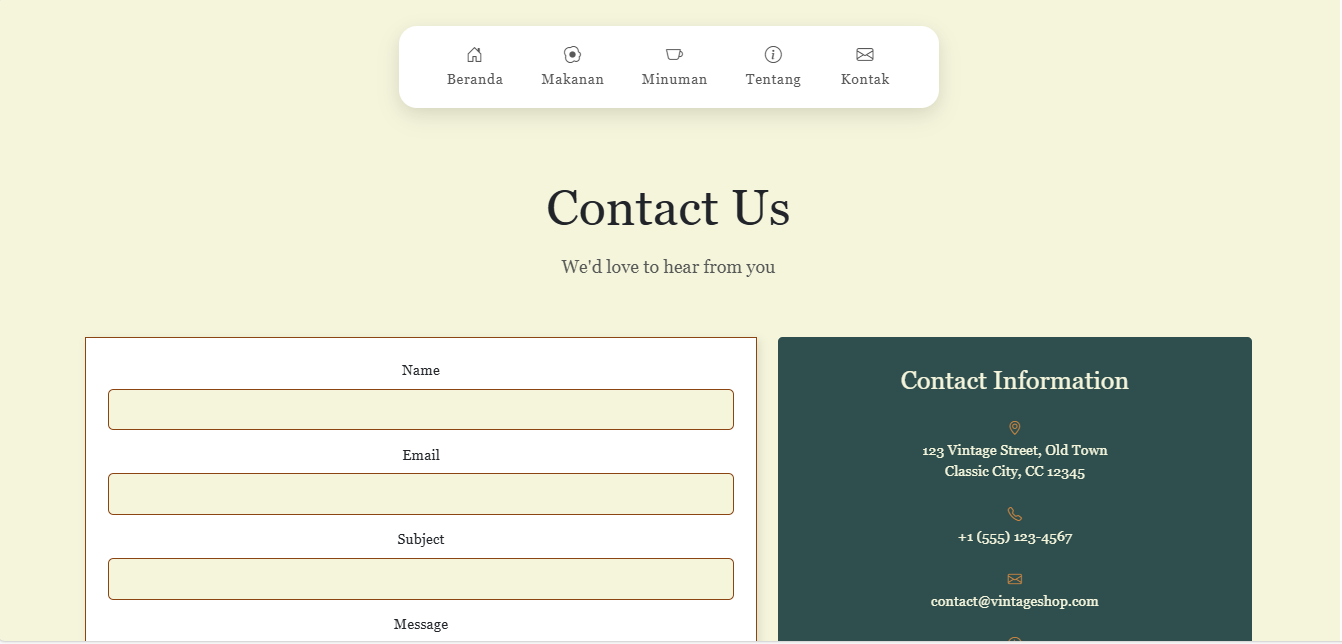 Beranda
Makanan
Minuman
Tentang
Kontak
Contact Us
We'd love to hear from you
Name
Email
Subject
Message
Contact Information
123 Vintage Street, Old Town
Classic City, CC 12345
+1 (555) 123-4567
contact@vintageshop.com